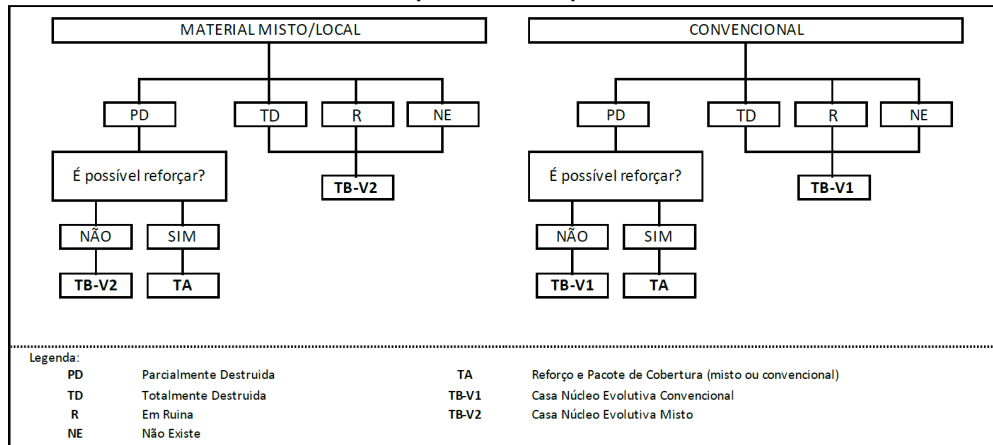 MATERIAL MISTO/LOCAL
CONVENCIONAL
PD
TD
R
NE
PD
TD
R
NE
É possível reforçar?
TB-V2
É possível reforçar?
TB-V1
NÃO
SIM
NÃO
SIM
TB-V2
TA
TB-V1
TA
Legenda:
PD Parcialmente Destruida
TA Reforço e Pacote de Cobertura (misto ou convencional)
TD Totalmente Destruida
TB-V1 Casa Núcleo Evolutiva Convencional
R Em Ruina
TB-V2 Casa Núcleo Evolutiva Misto
NE Não Existe